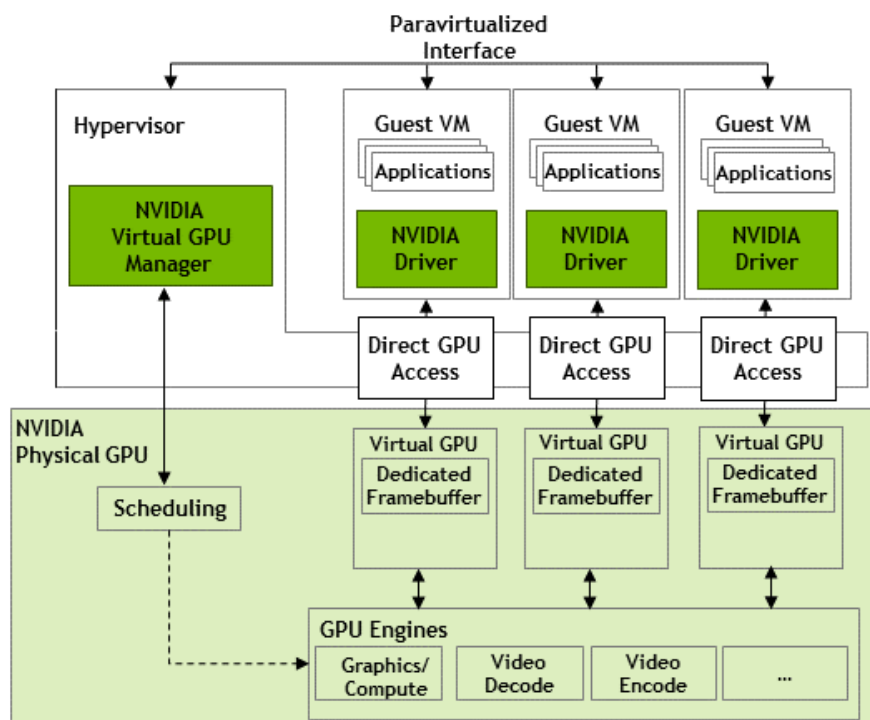 Paravirtualized
Interface
Hypervisor
NVIDIA
Virtual GPU
Manager
Guest VM
Applications
NVIDIA
Driver
Guest VM
Applications
NVIDIA
Driver
Guest VM
Applications
NVIDIA
Driver
Direct GPU
Access
Direct GPU
Access
Direct GPU
Access
NVIDIA
Physical GPU
Scheduling
Virtual GPU
Dedicated
Framebuffer
Virtual GPU
Dedicated
Framebuffer
Virtual GPU
Dedicated
Framebuffer
GPU Engines
Graphics/
Compute
Video
Decode
Video
Encode
...